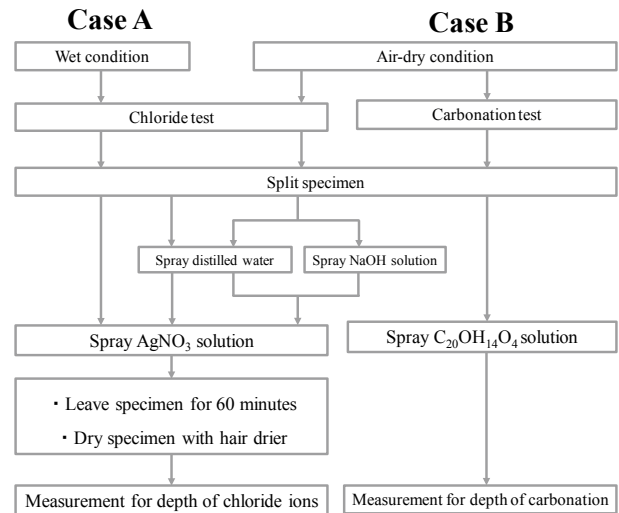 Case A
Case B
Wet condition
Air-dry condition
Chloride test
Carbonation test
Split specimen
Spray distilled water
Spray NaOH solution
Spray AgNO₃ solution
Spray C₂₀OH₁₄O₄ solution
・Leave specimen for 60 minutes
・Dry specimen with hair drier
Measurement for depth of chloride ions
Measurement for depth of carbonation